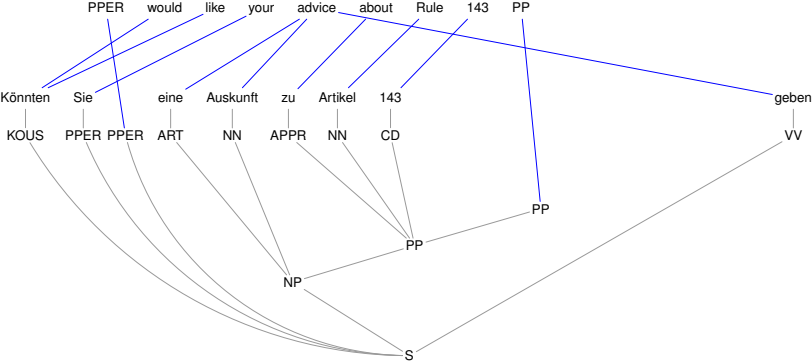 PPER would like your advice about Rule 143 PP
Könnten Sie eine Auskunft zu Artikel 143 geben
KOUS PPER PPER ART NN APPR NN CD VV
PP
PP
NP
S